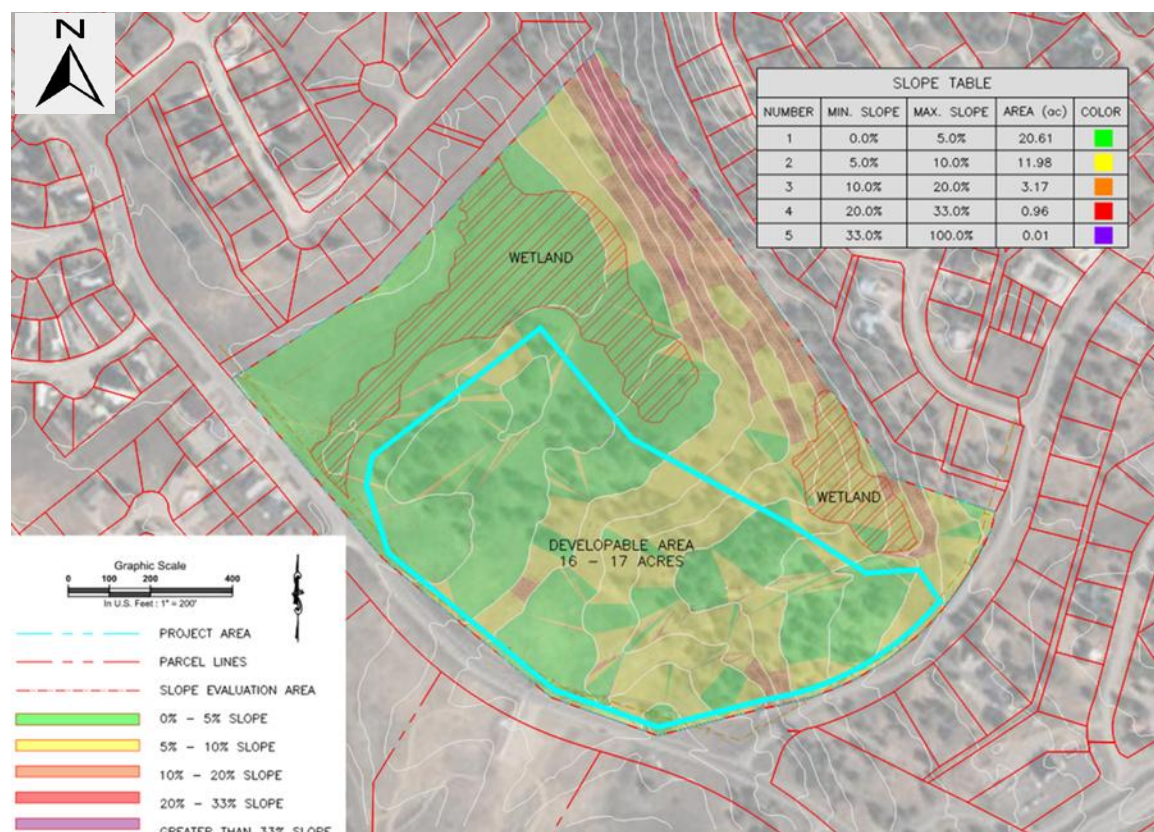 N
SLOPE TABLE
NUMBER MIN. SLOPE MAX. SLOPE AREA (ac) COLOR
1 0.0% 5.0% 20.61
2 5.0% 10.0% 11.98
3 10.0% 20.0% 3.17
4 20.0% 33.0% 0.96
5 33.0% 100.0% 0.01
WETLAND
WETLAND
DEVELOPABLE AREA
16 - 17 ACRES
Graphic Scale
0 100 200 400
In U.S. Feet : 1" = 200'
PROJECT AREA
PARCEL LINES
SLOPE EVALUATION AREA
0% - 5% SLOPE
5% - 10% SLOPE
10% - 20% SLOPE
20% - 33% SLOPE
GREATER THAN 33% SLOPE